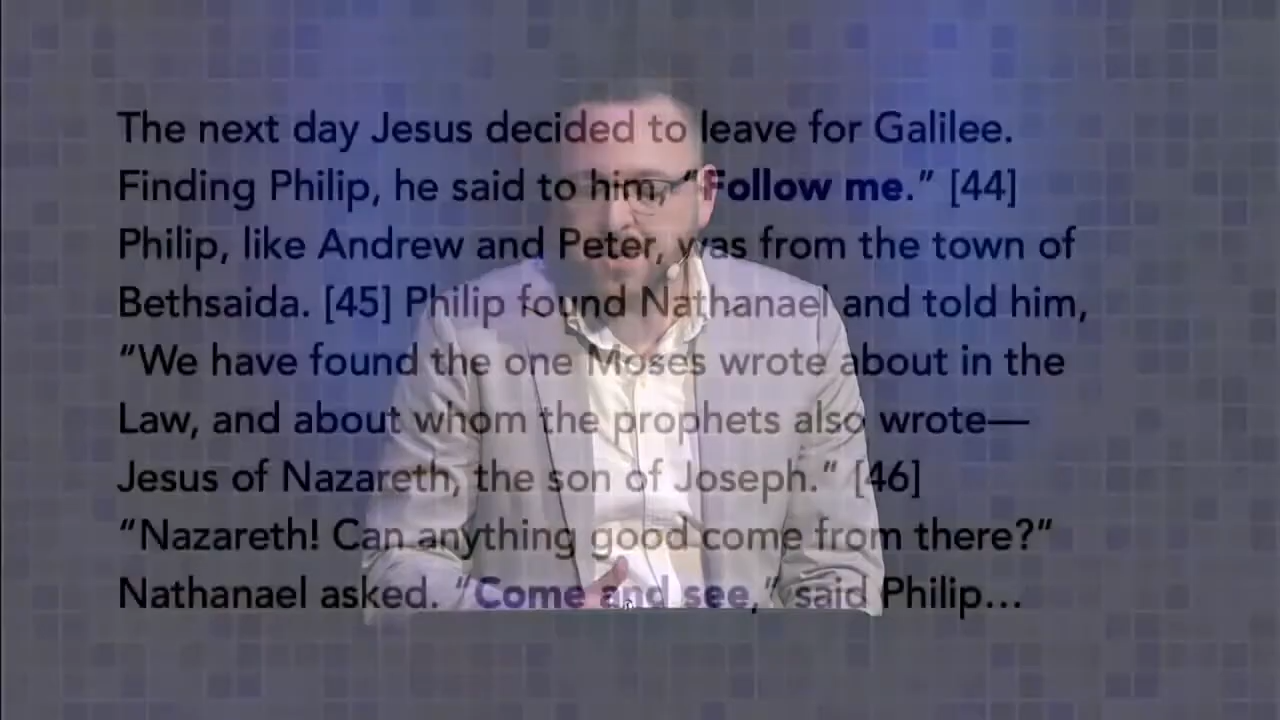 The next day Jesus decided to leave for Galilee.
Finding Philip, he said to him, “Follow me.” [44]
Philip, like Andrew and Peter, was from the town of
Bethsaida. [45] Philip found Nathanael and told him,
“We have found the one Moses wrote about in the
Law, and about whom the prophets also wrote—
Jesus of Nazareth, the son of Joseph.” [46]
“Nazareth! Can anything good come from there?”
Nathanael asked. “Come and see,” said Philip…